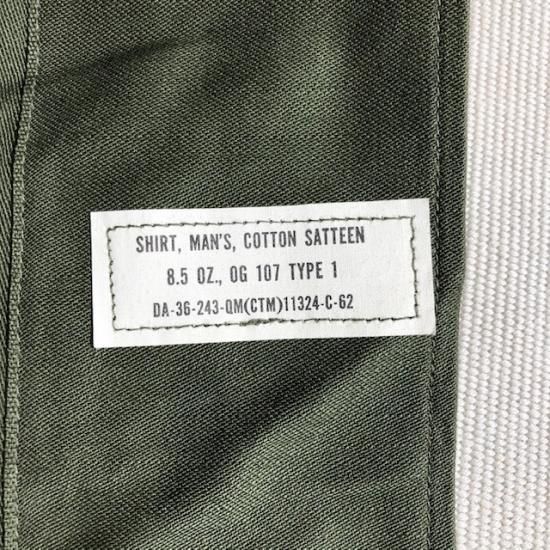 SHIRT, MAN'S, COTTON SATTEEN
8.5 OZ., OG 107 TYPE 1
DA-36-243-QM(CTM)11324-C-62